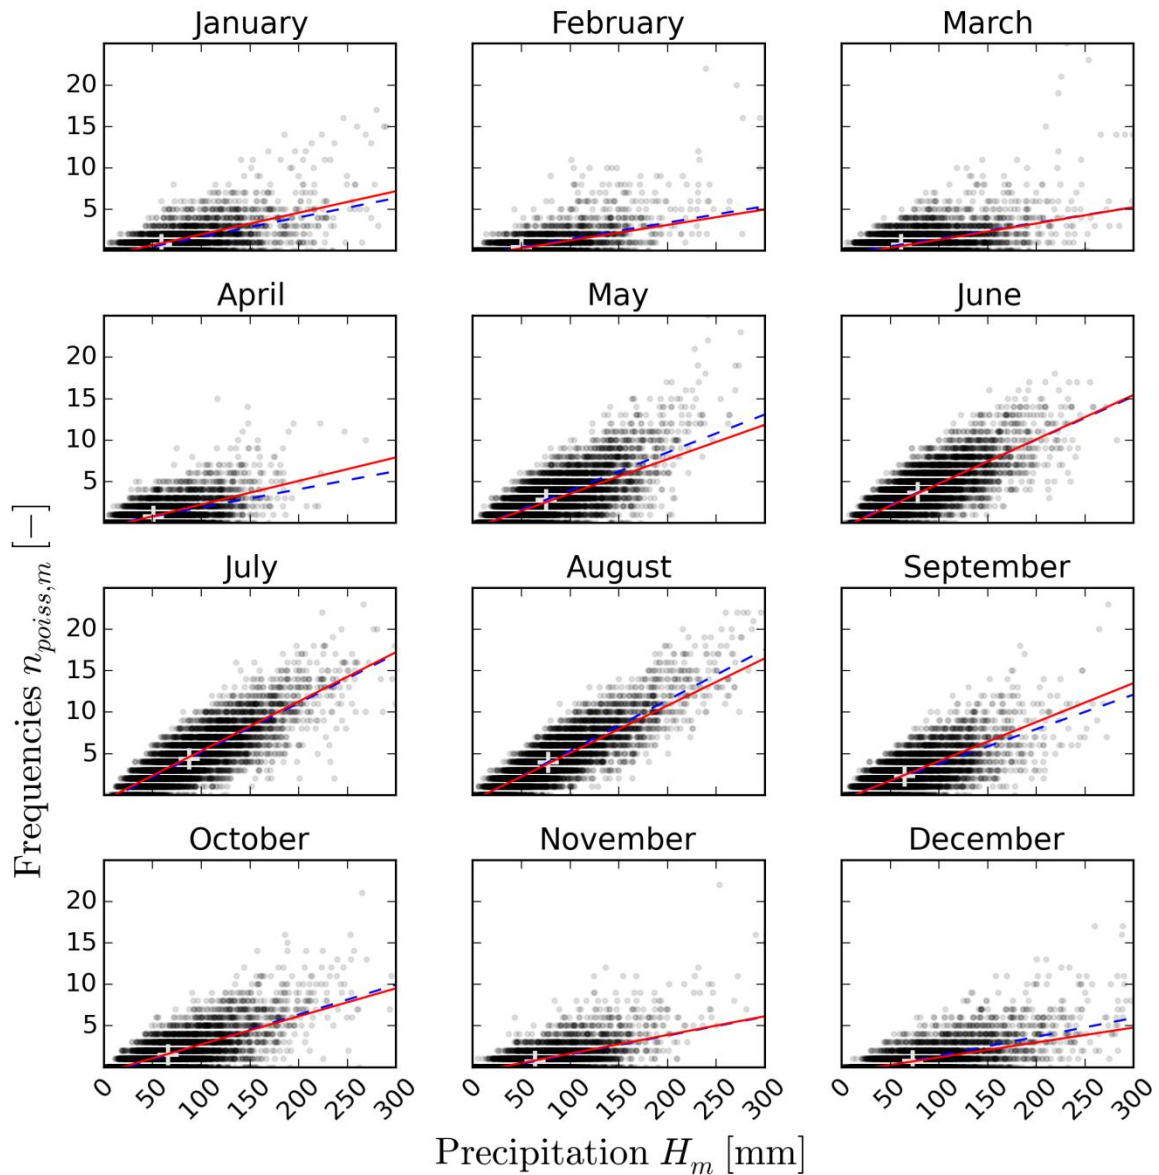 January February March
20
15
10
5
April May June
20
15
10
5
July August September
20
15
10
5
October November December
20
15
10
5
0 50 100 150 200 250 300 0 50 100 150 200 250 300 0 50 100 150 200 250 300
Frequencies n_{poiss,m} [−]
Precipitation H_m [mm]